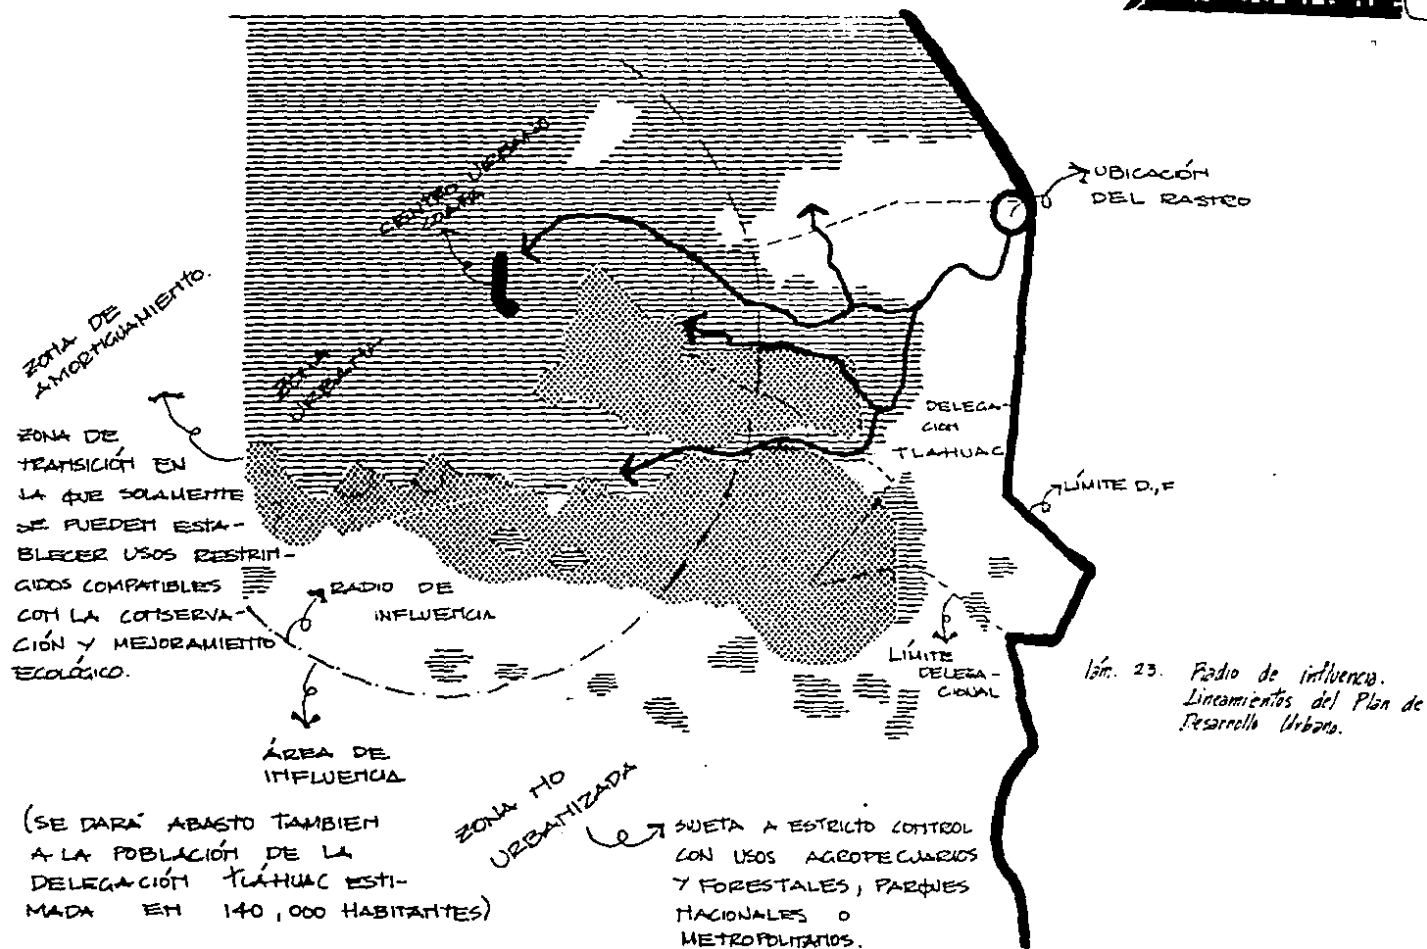 CENTRO URBANO
UBICACIÓN
DEL RASTRO
ZONA DE
AMORTIGUAMIENTO.
ZONA
URBANA
ZONA DE
TRANSICIÓN EN
LA QUE SOLAMENTE
SE PUEDEN ESTA-
BLECER USOS RESTRIN-
GIDOS COMPATIBLES
CON LA CONSERVA-
CIÓN Y MEJORAMIENTO
ECOLÓGICO.
DELEGA-
CION
TLAHUAC
LÍMITE D.,F
RADIO DE
INFLUENCIA
LÍMITE
DELEGA-
CIONAL
lám. 23. Radio de influencia.
Lineamientos del Plan de
Desarrollo Urbano.
ÁREA DE
INFLUENCIA
(SE DARÁ ABASTO TAMBIEN
A LA POBLACIÓN DE LA
DELEGACIÓN TLÁHUAC ESTI-
MADA EN 140,000 HABITANTES)
ZONA NO
URBANIZADA
SUJETA A ESTRICTO CONTROL
CON USOS AGROPECUARIOS
Y FORESTALES, PARQUES
NACIONALES O
METROPOLITANOS.